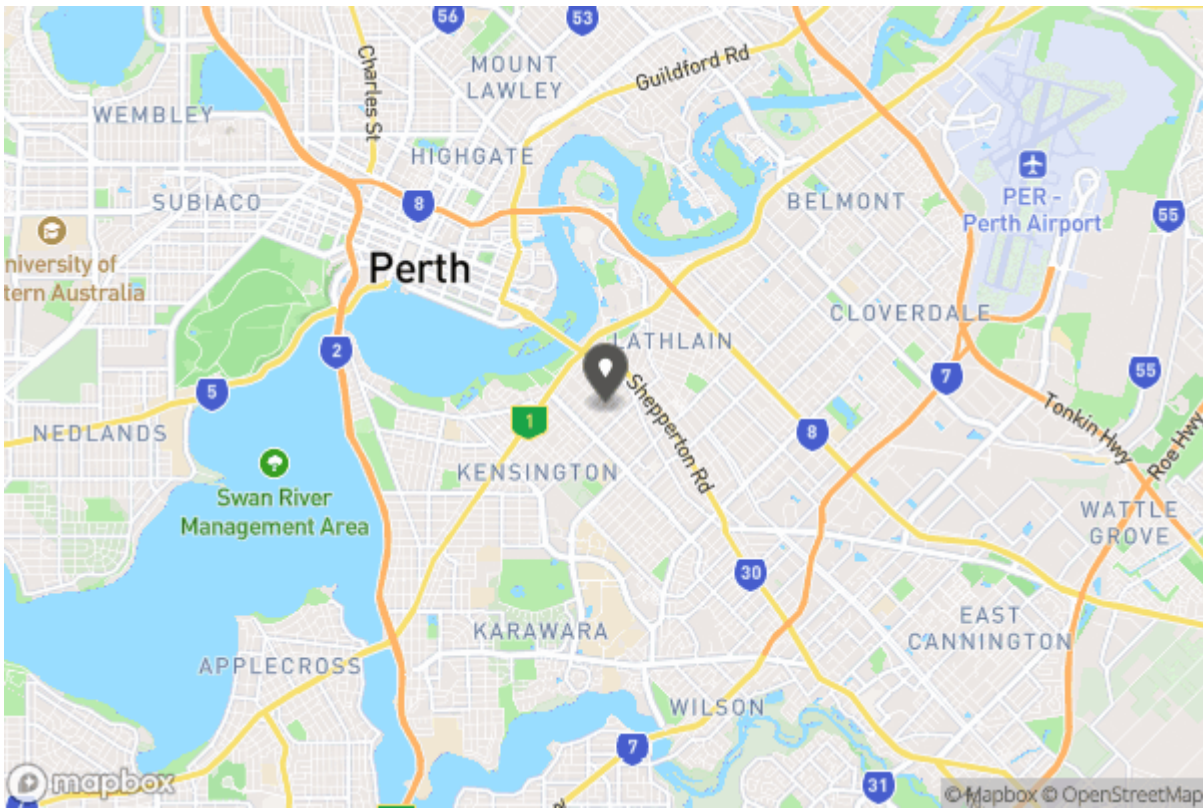 56
53
MOUNT
LAWLEY
Guildford Rd
Charles St
WEMBLEY
HIGHGATE
SUBIACO
8
BELMONT
PER -
Perth Airport
55
niversity of
tern Australia
Perth
CLOVERDALE
LATHLAIN
2
7
55
5
1
Shepperton Rd
8
Tonkin Hwy
Roe Hwy
NEDLANDS
KENSINGTON
Swan River
Management Area
WATTLE
GROVE
30
EAST
CANNINGTON
KARAWARA
APPLECROSS
WILSON
7
31
mapbox
© Mapbox © OpenStreetMap